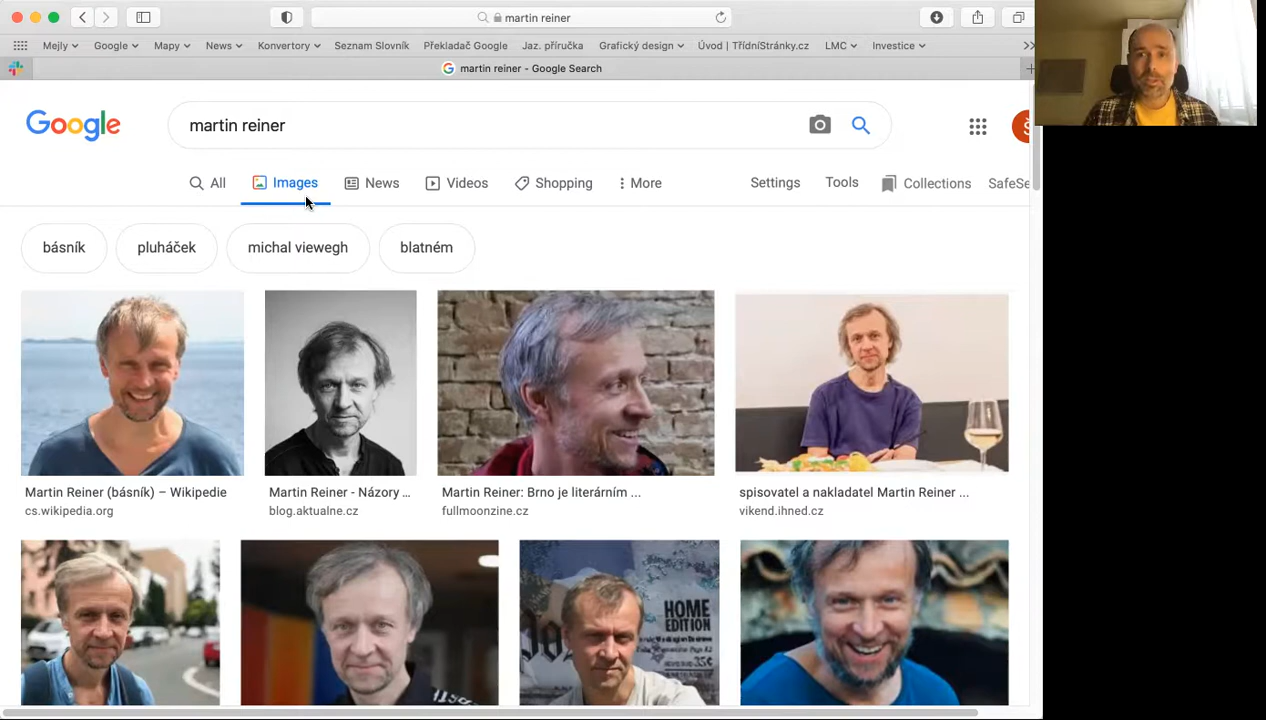 martin reiner
Mejly Google Mapy News Konvertory Seznam Slovník Překladač Google Jaz. příručka Grafický design Úvod | TřídníStránky.cz LMC Investice
martin reiner - Google Search
Google martin reiner Š
All Images News Videos Shopping More Settings Tools Collections SafeSe
básník pluháček michal viewegh blatném
Martin Reiner (básník) – Wikipedie
cs.wikipedia.org
Martin Reiner - Názory ...
blog.aktualne.cz
Martin Reiner: Brno je literárním ...
fullmoonzine.cz
spisovatel a nakladatel Martin Reiner ...
vikend.ihned.cz
HOME
EDITION